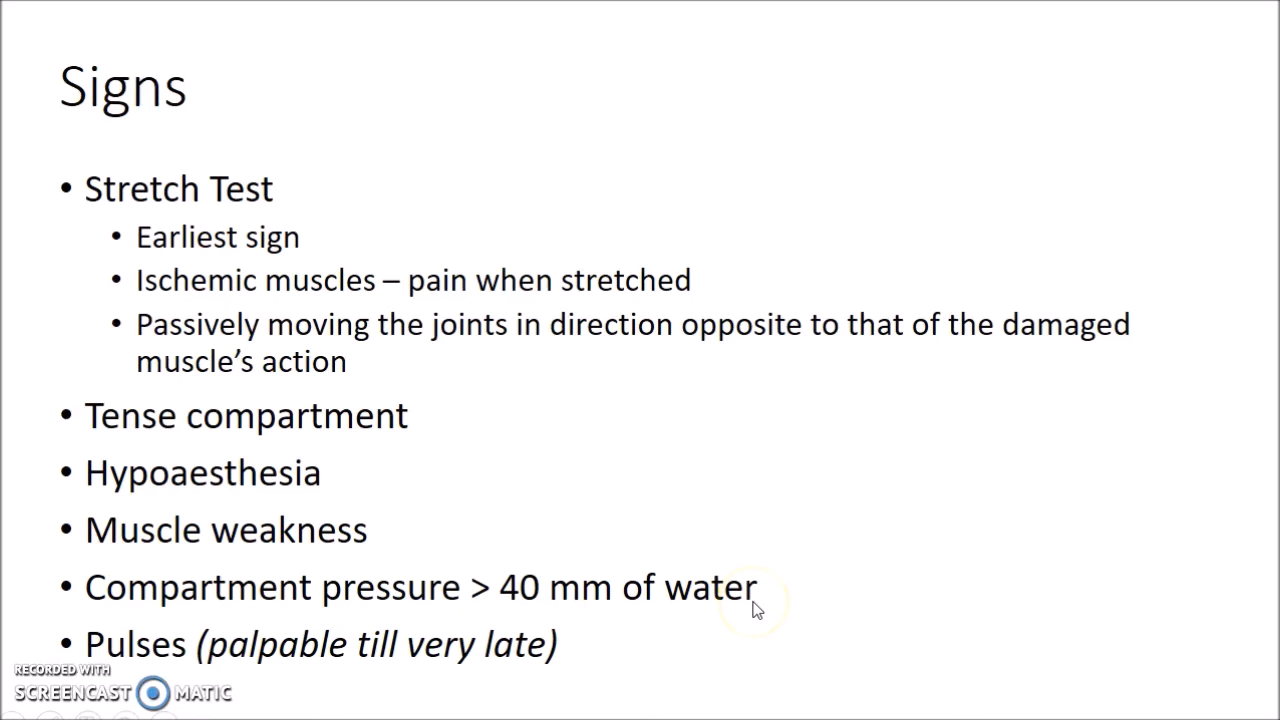 Signs
• Stretch Test
• Earliest sign
• Ischemic muscles – pain when stretched
• Passively moving the joints in direction opposite to that of the damaged
muscle’s action
• Tense compartment
• Hypoaesthesia
• Muscle weakness
• Compartment pressure > 40 mm of water
• Pulses (palpable till very late)
RECORDED WITH
SCREENCAST MATIC